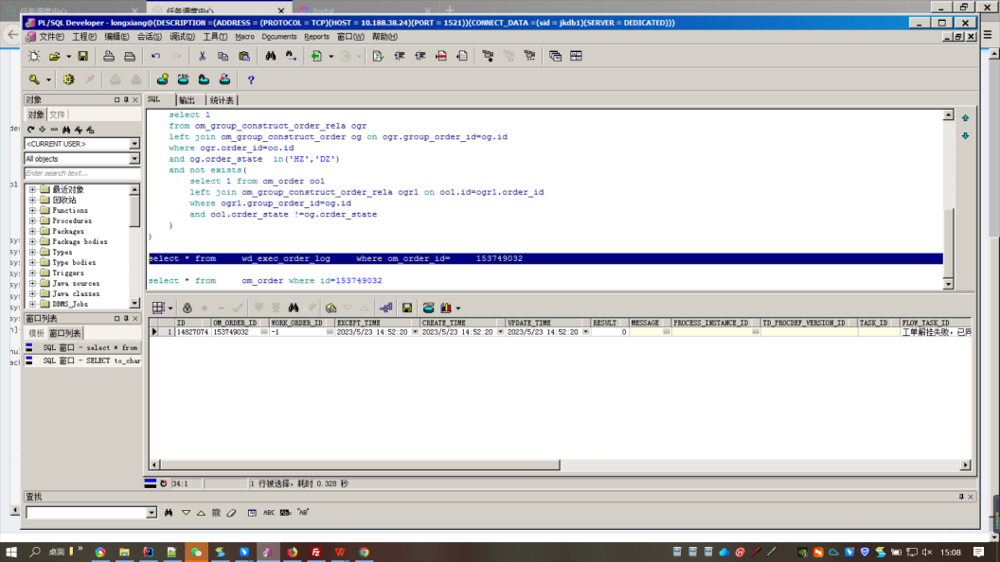 任务调度中心
任务调度中心
Portal
PL/SQL Developer - longxiang@(DESCRIPTION =(ADDRESS = (PROTOCOL = TCP)(HOST = 10.188.38.24)(PORT = 1521))(CONNECT_DATA =(sid = jkdb1)(SERVER = DEDICATED)))
文件(F) 工程(P) 编辑(E) 会话(S) 调试(D) 工具(T) Macro Documents Reports 窗口(W) 帮助(H)
对象
对象 文件
<CURRENT USER>
All objects
Enter search text...
最近对象
回收站
Functions
Procedures
Packages
Package bodies
Types
Type bodies
Triggers
Java sources
Java classes
DBMS_Jobs
窗口列表
模板 窗口列表
SQL 窗口 - select * from
SQL 窗口 - SELECT to_char
SQL 输出 统计表
select 1
from om_group_construct_order_rela ogr
left join om_group_construct_order og on ogr.group_order_id=og.id
where ogr.order_id=oo.id
and og.order_state in('HZ','DZ')
and not exists(
select 1 from om_order oo1
left join om_group_construct_order_rela ogr1 on oo1.id=ogr1.order_id
where ogr1.group_order_id=og.id
and oo1.order_state !=og.order_state
)
)
select * from wd_exec_order_log where om_order_id= 153749032
select * from om_order where id=153749032
ID OM_ORDER_ID WORK_ORDER_ID EXCEPT_TIME CREATE_TIME UPDATE_TIME RESULT MESSAGE PROCESS_INSTANCE_ID TD_PROCDEF_VERSION_ID TASK_ID FLOW_TASK_ID
1 14827074 153749032 -1 2023/5/23 14:52:20 2023/5/23 14:52:20 2023/5/23 14:52:20 0 工单解挂失败，已
34:1 1 行被选择，耗时 0.328 秒
查找
ABC "AB"
桌面 15:08